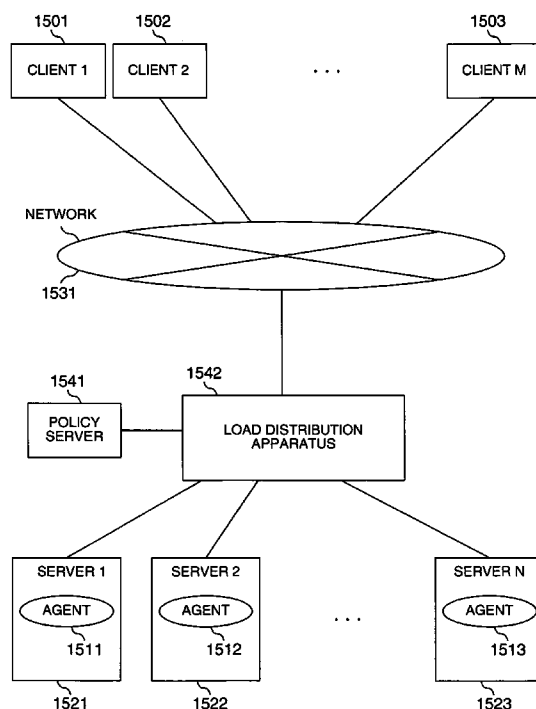 1501
1502
1503
CLIENT 1
CLIENT 2
. . .
CLIENT M
NETWORK
1531
1541
1542
POLICY
SERVER
LOAD DISTRIBUTION
APPARATUS
SERVER 1
SERVER 2
SERVER N
AGENT
AGENT
. . .
AGENT
1511
1512
1513
1521
1522
1523